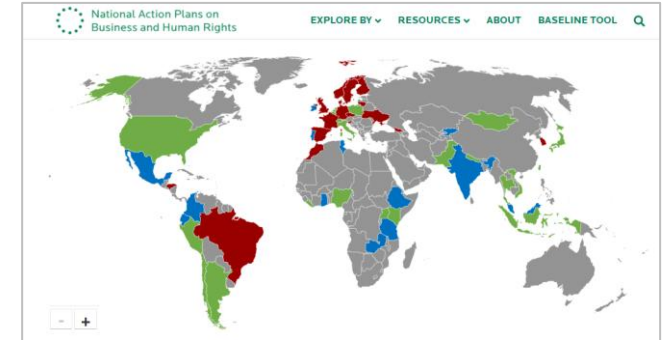 National Action Plans on
Business and Human Rights
EXPLORE BY RESOURCES ABOUT BASELINE TOOL
- +